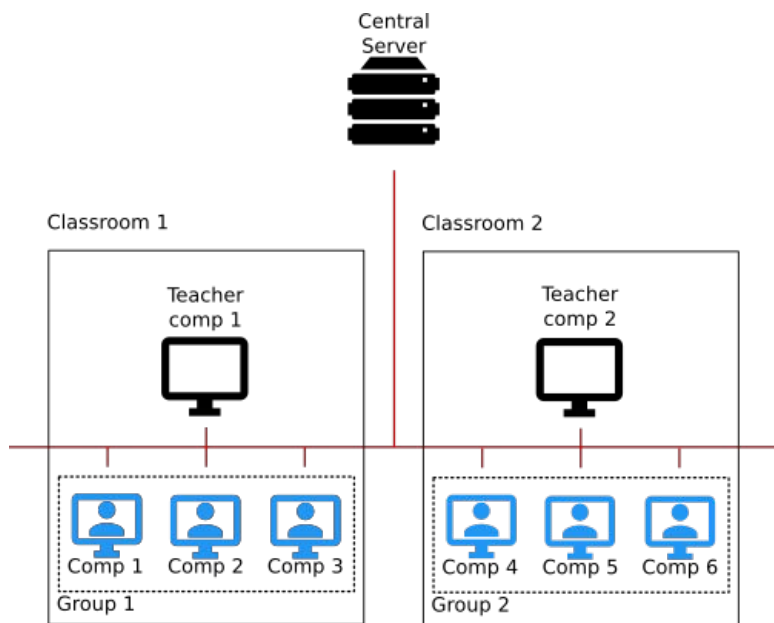 Central
Server
Classroom 1
Classroom 2
Teacher
comp 1
Teacher
comp 2
Comp 1
Comp 2
Comp 3
Group 1
Comp 4
Comp 5
Comp 6
Group 2